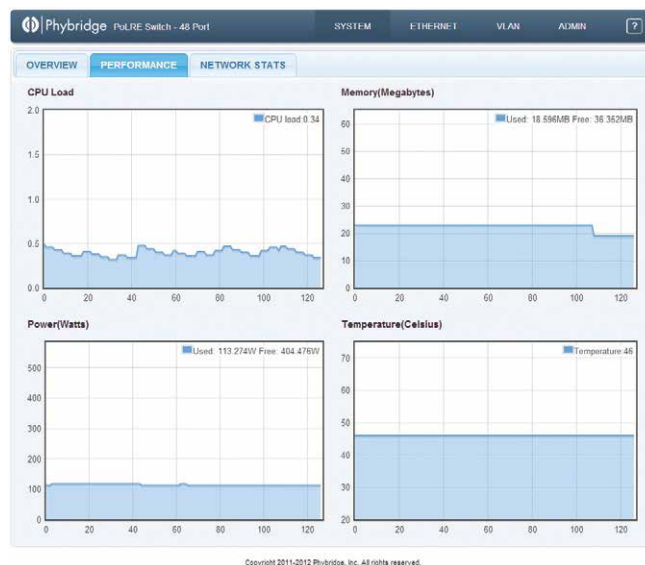 Phybridge PoLRE Switch - 48 Port SYSTEM ETHERNET VLAN ADMIN ?
OVERVIEW PERFORMANCE NETWORK STATS
CPU Load
CPU load 0.34
2.0
1.5
1.0
0.5
0.0
0 20 40 60 80 100 120
Memory(Megabytes)
Used: 18.696MB Free: 36.352MB
60
50
40
30
20
10
0
0 20 40 60 80 100 120
Power(Watts)
Used: 113.274W Free: 404.476W
500
400
300
200
100
0
0 20 40 60 80 100 120
Temperature(Celsius)
Temperature 46
70
60
50
40
30
20
0 20 40 60 80 100 120
Copyright 2011-2012 Phybridge, Inc. All rights reserved.